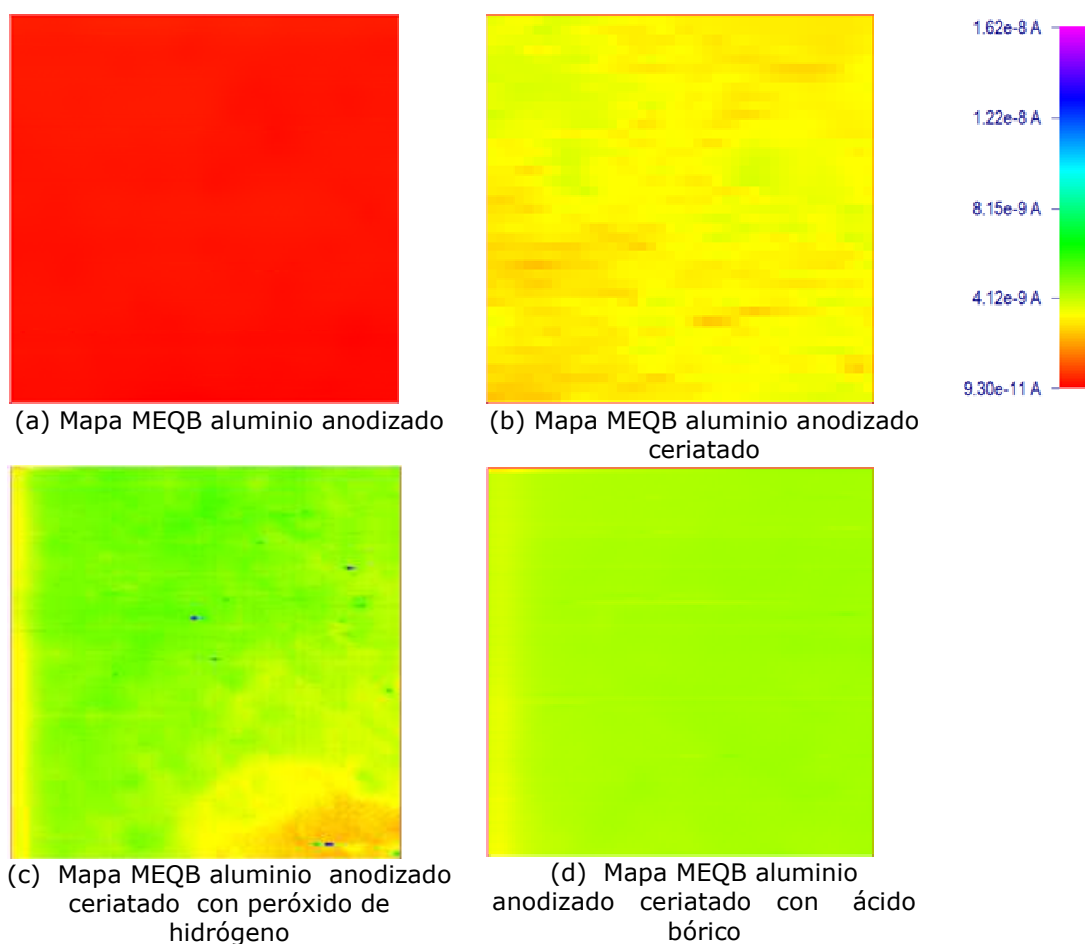 1.62e-8 A
1.22e-8 A
8.15e-9 A
4.12e-9 A
9.30e-11 A
(a) Mapa MEQB aluminio anodizado
(b) Mapa MEQB aluminio anodizado
ceriatado
(c) Mapa MEQB aluminio anodizado
ceriatado con peróxido de
hidrógeno
(d) Mapa MEQB aluminio
anodizado ceriatado con ácido
bórico